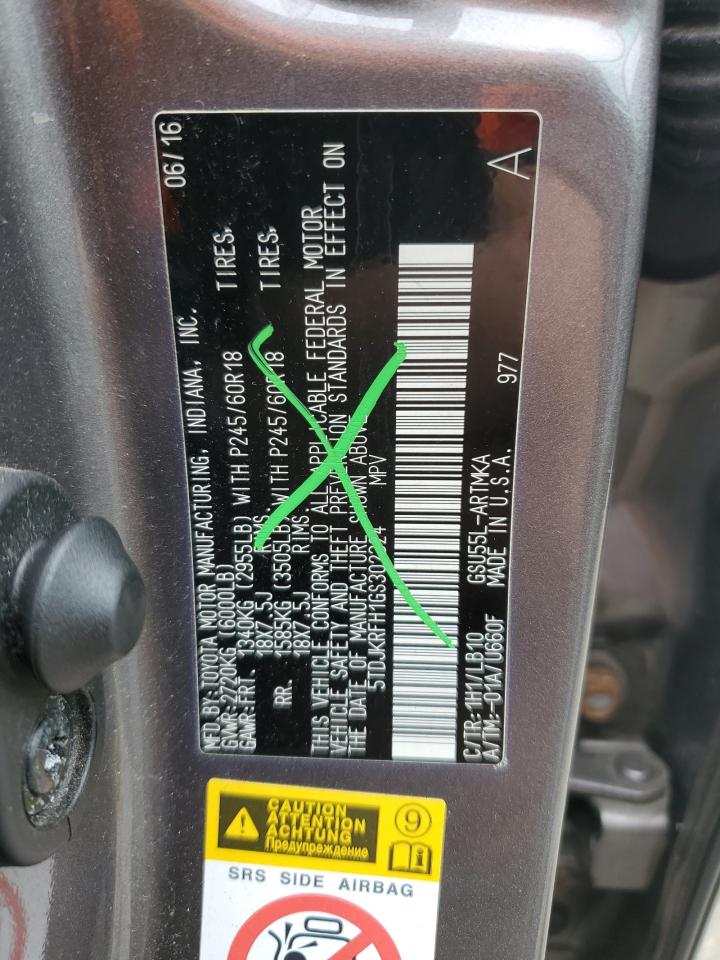 MFD.BY:TOYOTA MOTOR MANUFACTURING, INDIANA, INC. 06/16
GVWR:2720KG (6000LB)
GAWR:FRT 1340KG (2955LB) WITH P245/60R18 TIRES,
18X7.5J RIMS,
RR. 1585KG (3505LB) WITH P245/60R18 TIRES,
18X7.5J RIMS
THIS VEHICLE CONFORMS TO ALL APPLICABLE FEDERAL MOTOR
VEHICLE SAFETY AND THEFT PREVENTION STANDARDS IN EFFECT ON
THE DATE OF MANUFACTURE SHOWN ABOVE.
MPV
A
C/TR:1H1/LB10 GSU55L-ARTMKA 977
A/TM:-01A/U660F MADE IN U.S.A.
CAUTION
ATTENTION
ACHTUNG
Предупреждение
9
i
SRS SIDE AIRBAG